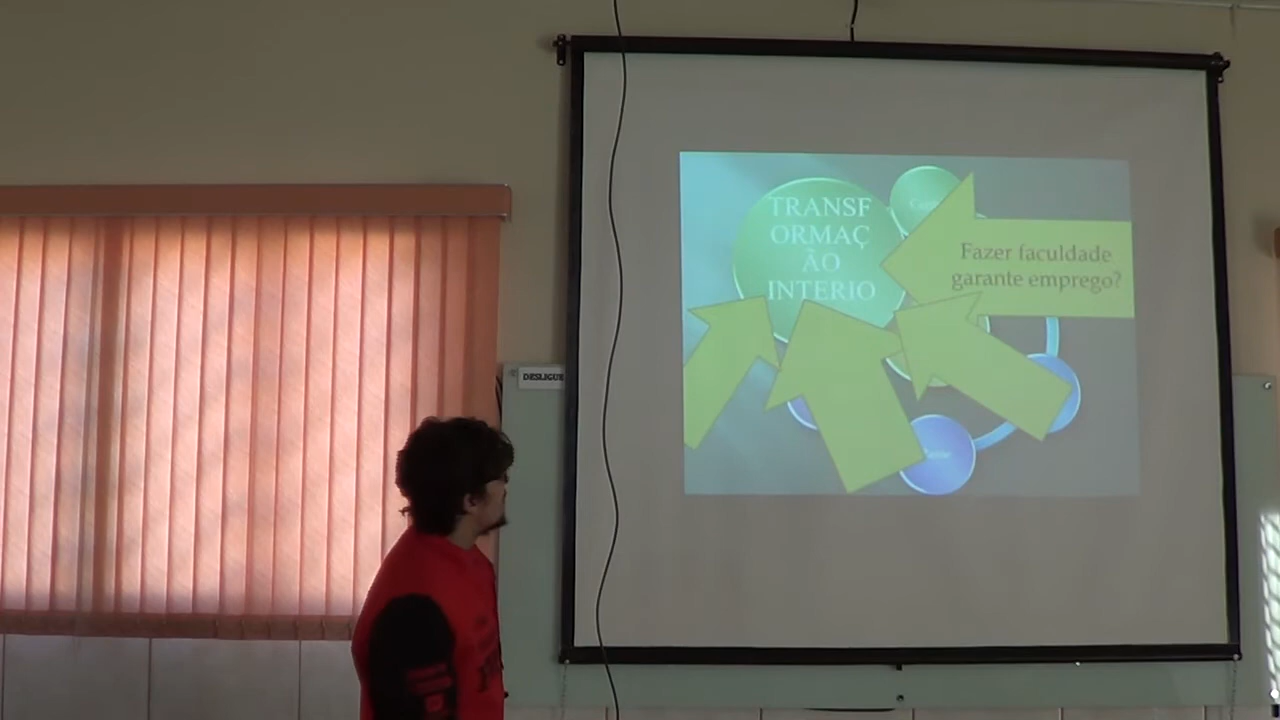 TRANSF
ORMAÇ
ÃO
INTERIO
Fazer faculdade
garante emprego?
DESLIGUE